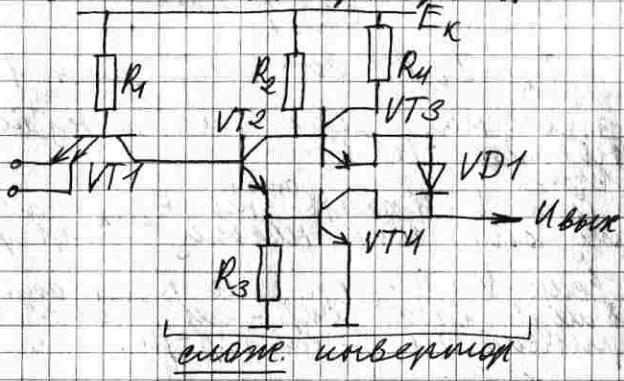 Eк
R1
R2
R4
VT2
VT3
VT1
VD1
Uвых
VT4
R3
слож. инвертор